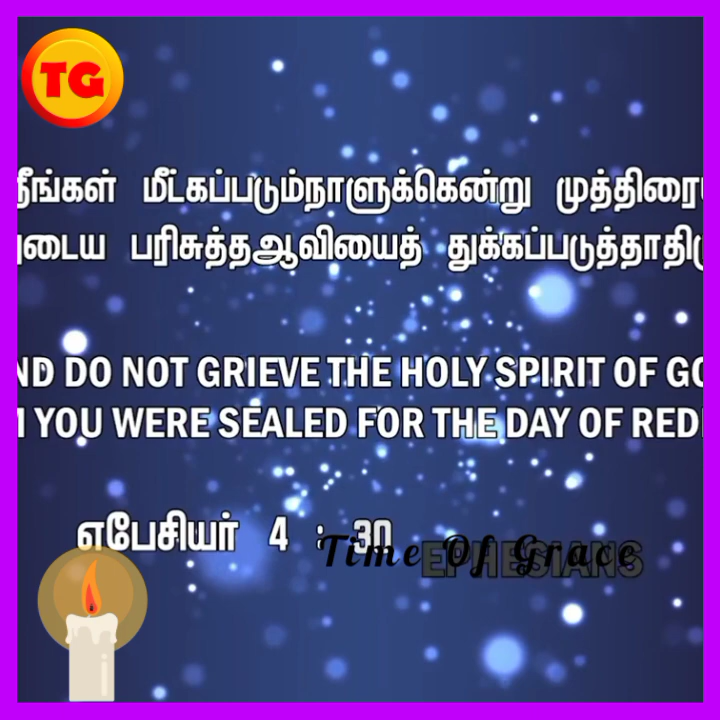 TG
நீங்கள் மீட்கப்படும்நாளுக்கென்று முத்திரை
டைய பரிசுத்தஆவியைத் துக்கப்படுத்தாதி
ND DO NOT GRIEVE THE HOLY SPIRIT OF GO
YOU WERE SEALED FOR THE DAY OF RED
எபேசியர் 4 : 30
Time Of Grace
EPHESIANS